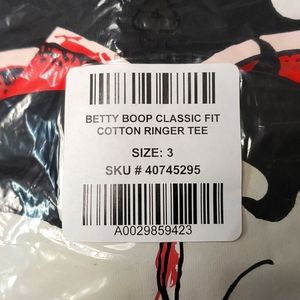 BETTY BOOP CLASSIC FIT
COTTON RINGER TEE
SIZE: 3
SKU # 40745295
A0029859423